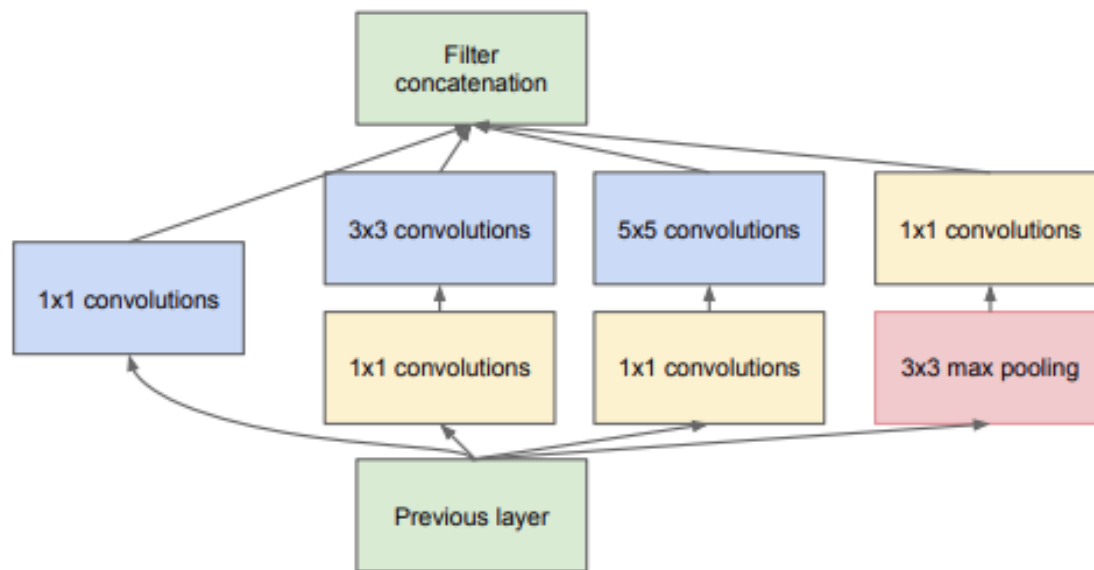 Filter
concatenation
3x3 convolutions
5x5 convolutions
1x1 convolutions
1x1 convolutions
1x1 convolutions
1x1 convolutions
3x3 max pooling
Previous layer